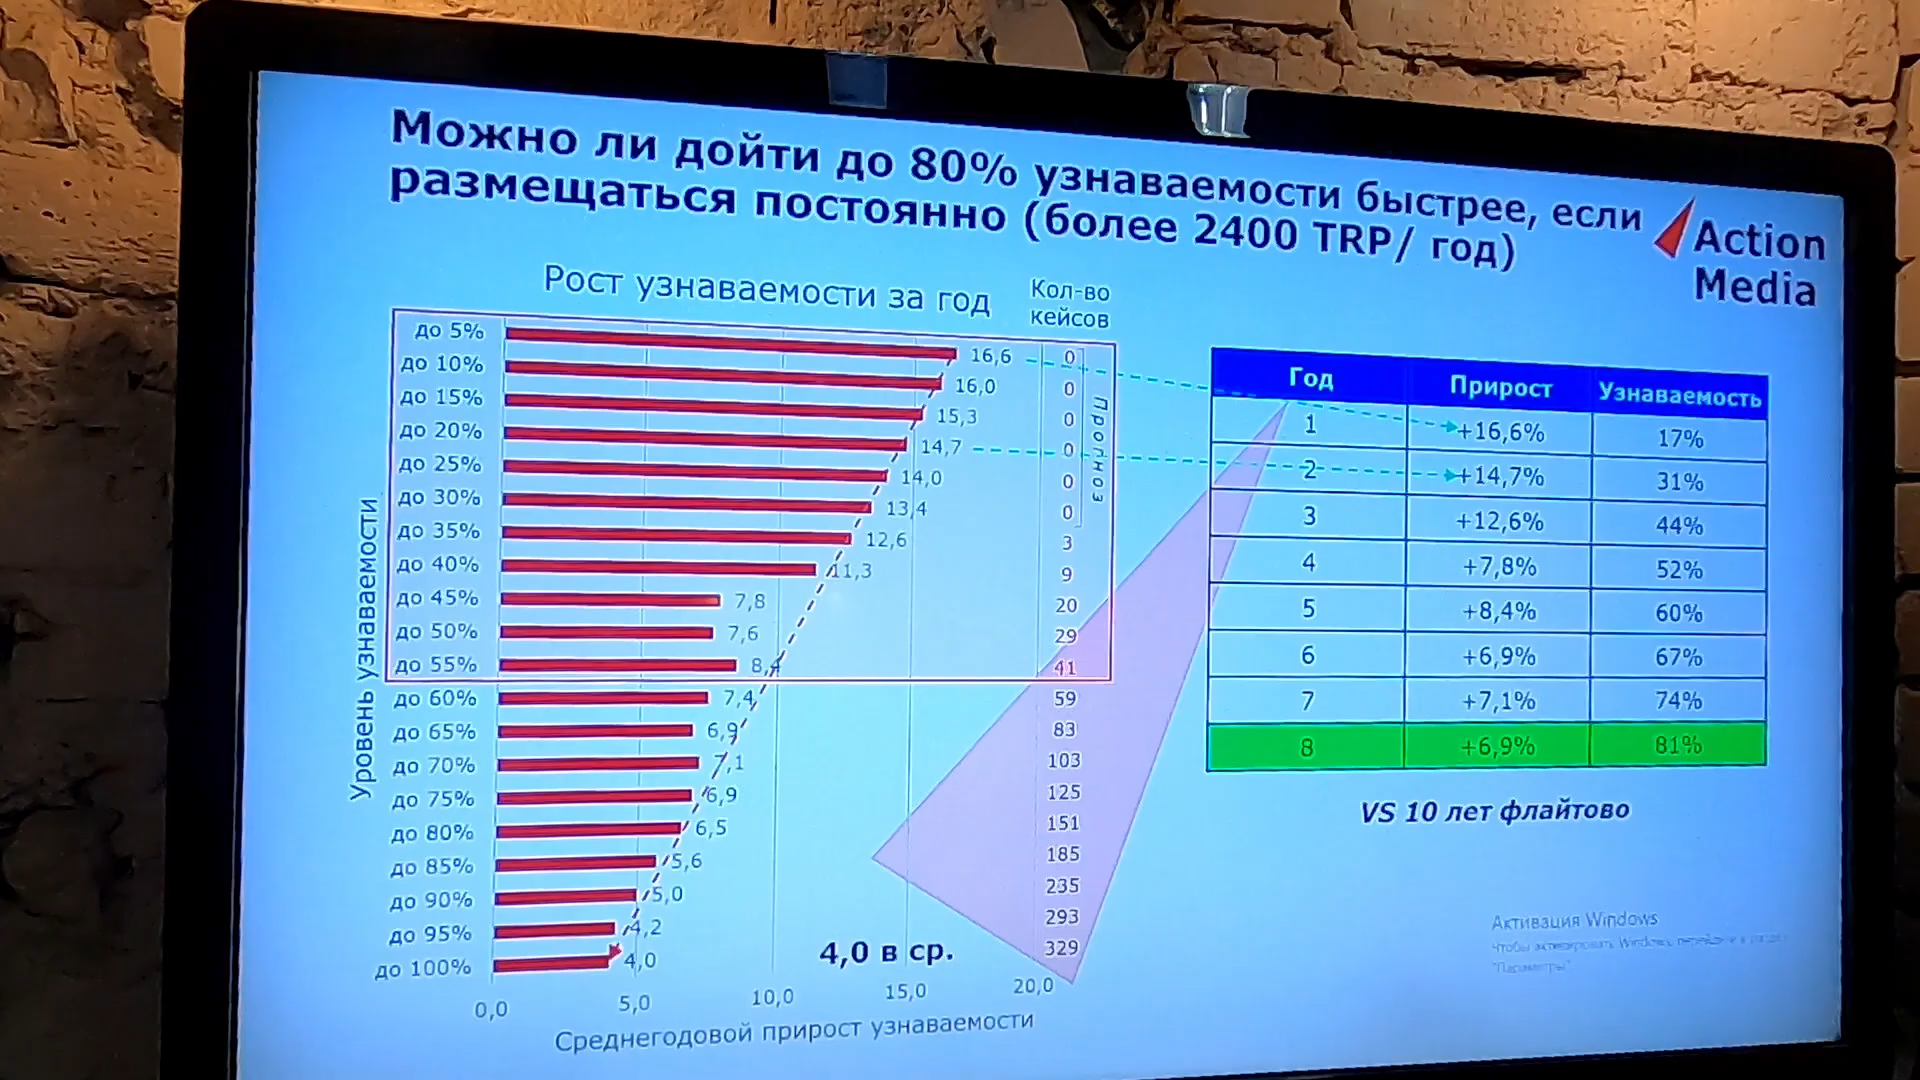 Можно ли дойти до 80% узнаваемости быстрее, если
размещаться постоянно (более 2400 TRP/ год)
Action
Media
Рост узнаваемости за год
Кол-во
кейсов
Уровень узнаваемости
до 5% 16,6 0
до 10% 16,0 0
до 15% 15,3 0
до 20% 14,7 0
до 25% 14,0 0
до 30% 13,4 0
до 35% 12,6 3
до 40% 11,3 9
до 45% 7,8 20
до 50% 7,6 29
до 55% 8,4 41
до 60% 7,4 59
до 65% 6,9 83
до 70% 7,1 103
до 75% 6,9 125
до 80% 6,5 151
до 85% 5,6 185
до 90% 5,0 235
до 95% 4,2 293
до 100% 4,0 329
Прогноз
4,0 в ср.
0,0 5,0 10,0 15,0 20,0
Среднегодовой прирост узнаваемости
Год Прирост Узнаваемость
1 +16,6% 17%
2 +14,7% 31%
3 +12,6% 44%
4 +7,8% 52%
5 +8,4% 60%
6 +6,9% 67%
7 +7,1% 74%
8 +6,9% 81%
VS 10 лет флайтово
Активация Windows
Чтобы активировать Windows, перейдите в раздел
"Параметры"